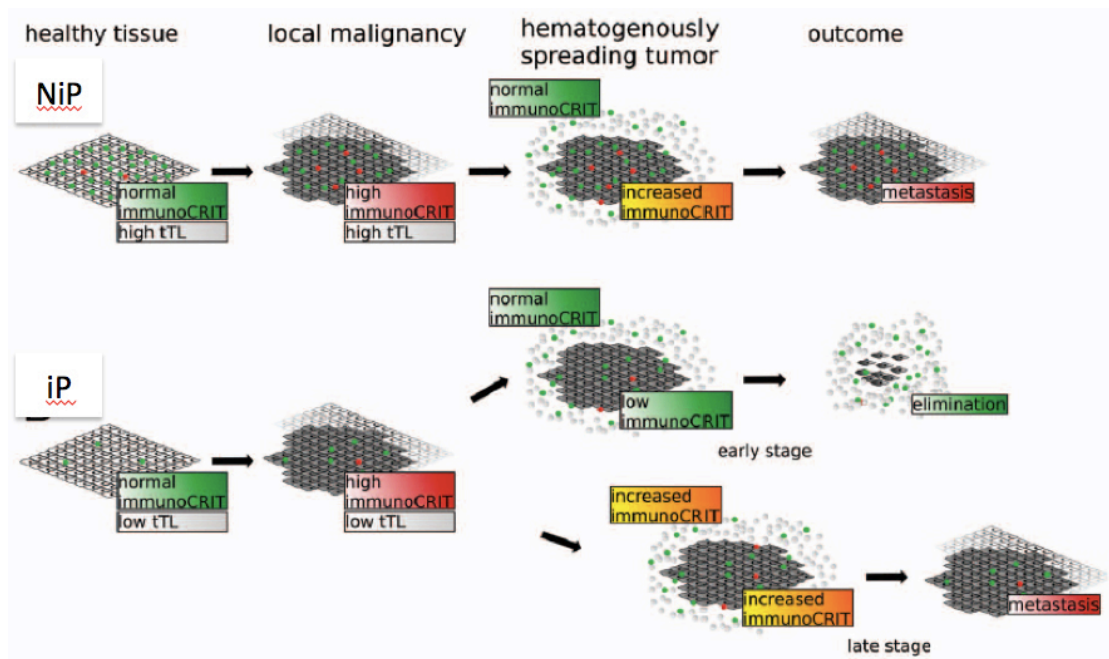 healthy tissue
local malignancy
hematogenously
spreading tumor
outcome
NiP
normal
immunoCRIT
high tTL
high
immunoCRIT
high tTL
normal
immunoCRIT
increased
immunoCRIT
metastasis
iP
normal
immunoCRIT
low tTL
high
immunoCRIT
low tTL
normal
immunoCRIT
low
immunoCRIT
early stage
elimination
increased
immunoCRIT
increased
immunoCRIT
late stage
metastasis